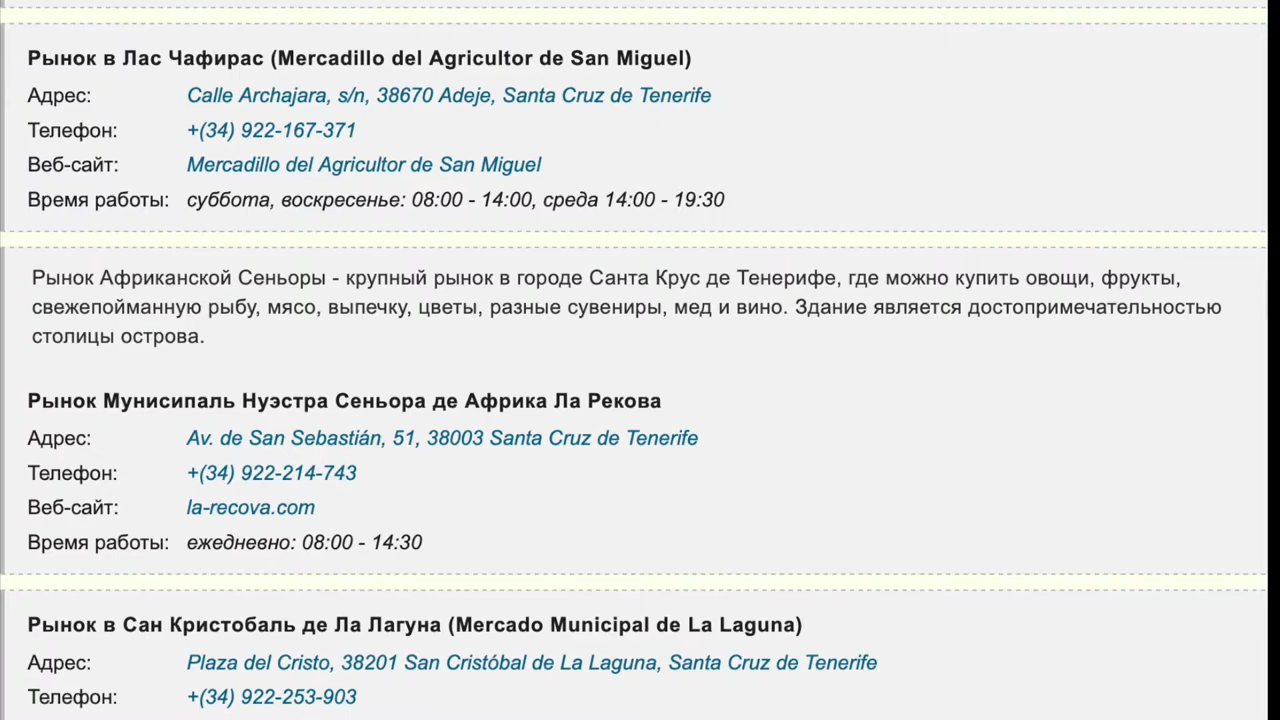 Рынок в Лас Чафирас (Mercadillo del Agricultor de San Miguel)
Адрес: Calle Archajara, s/n, 38670 Adeje, Santa Cruz de Tenerife
Телефон: +(34) 922-167-371
Веб-сайт: Mercadillo del Agricultor de San Miguel
Время работы: суббота, воскресенье: 08:00 - 14:00, среда 14:00 - 19:30
Рынок Африканской Сеньоры - крупный рынок в городе Санта Крус де Тенерифе, где можно купить овощи, фрукты,
свежепойманную рыбу, мясо, выпечку, цветы, разные сувениры, мед и вино. Здание является достопримечательностью
столицы острова.
Рынок Мунисипаль Нуэстра Сеньора де Африка Ла Рекова
Адрес: Av. de San Sebastián, 51, 38003 Santa Cruz de Tenerife
Телефон: +(34) 922-214-743
Веб-сайт: la-recova.com
Время работы: ежедневно: 08:00 - 14:30
Рынок в Сан Кристобаль де Ла Лагуна (Mercado Municipal de La Laguna)
Адрес: Plaza del Cristo, 38201 San Cristóbal de La Laguna, Santa Cruz de Tenerife
Телефон: +(34) 922-253-903